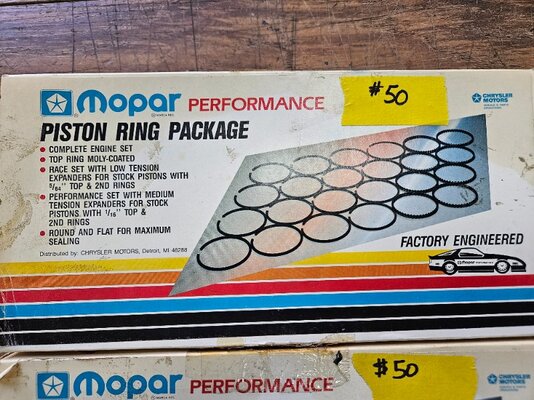 Mopar PERFORMANCE
#50
CHRYSLER
MOTORS
PISTON RING PACKAGE
• COMPLETE ENGINE SET
• TOP RING MOLY-COATED
• RACE SET WITH LOW TENSION
EXPANDERS FOR STOCK PISTONS WITH
5/64" TOP & 2ND RINGS
• PERFORMANCE SET WITH MEDIUM
TENSION EXPANDERS FOR STOCK
PISTONS WITH 1/16" TOP &
2ND RINGS
• ROUND AND FLAT FOR MAXIMUM
SEALING
Distributed by: CHRYSLER MOTORS, Detroit, MI 48288
FACTORY ENGINEERED
Mopar
Mopar PERFORMANCE
#50
CHRYSLER
MOTORS